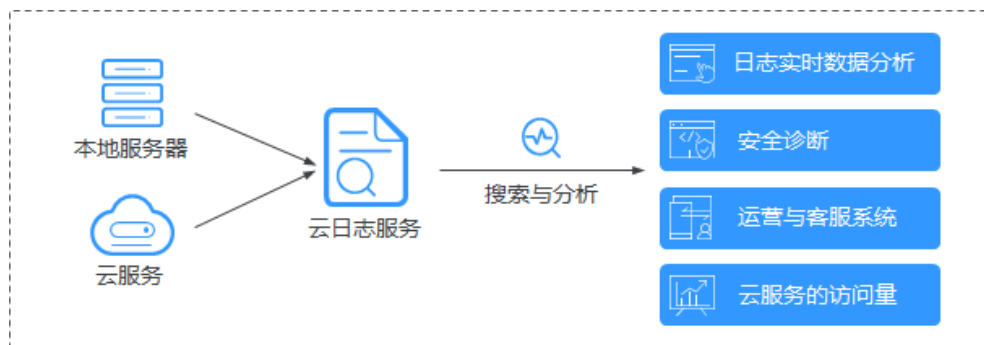 本地服务器
云服务
云日志服务
搜索与分析
日志实时数据分析
安全诊断
运营与客服系统
云服务的访问量